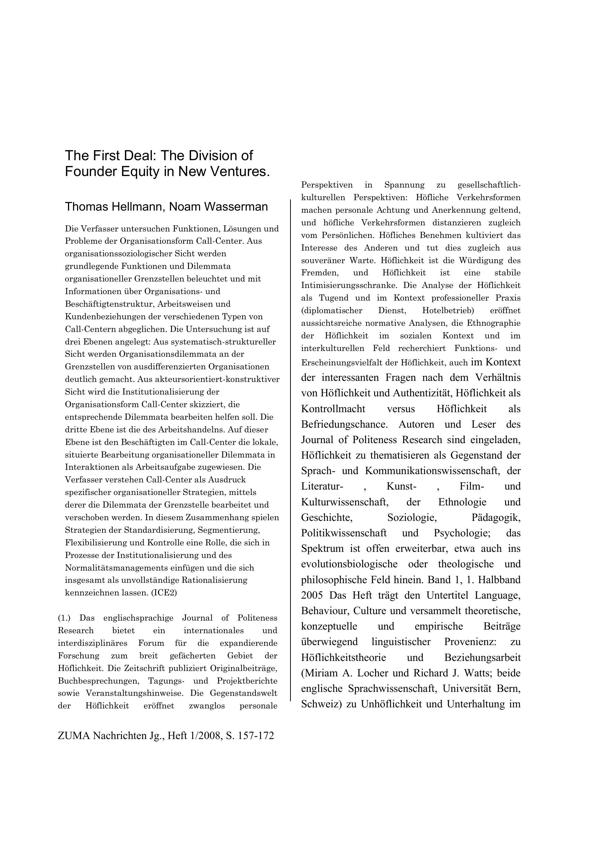 The First Deal: The Division of
Founder Equity in New Ventures.
Thomas Hellmann, Noam Wasserman
Die Verfasser untersuchen Funktionen, Lösungen und
Probleme der Organisationsform Call-Center. Aus
organisationssoziologischer Sicht werden
grundlegende Funktionen und Dilemmata
organisationeller Grenzstellen beleuchtet und mit
Informationen über Organisations- und
Beschäftigtenstruktur, Arbeitsweisen und
Kundenbeziehungen der verschiedenen Typen von
Call-Centern abgeglichen. Die Untersuchung ist auf
drei Ebenen angelegt: Aus systematisch-struktureller
Sicht werden Organisationsdilemmata an der
Grenzstellen von ausdifferenzierten Organisationen
deutlich gemacht. Aus akteursorientiert-konstruktiver
Sicht wird die Institutionalisierung der
Organisationsform Call-Center skizziert, die
entsprechende Dilemmata bearbeiten helfen soll. Die
dritte Ebene ist die des Arbeitshandelns. Auf dieser
Ebene ist den Beschäftigten im Call-Center die lokale,
situierte Bearbeitung organisationeller Dilemmata in
Interaktionen als Arbeitsaufgabe zugewiesen. Die
Verfasser verstehen Call-Center als Ausdruck
spezifischer organisationeller Strategien, mittels
derer die Dilemmata der Grenzstelle bearbeitet und
verschoben werden. In diesem Zusammenhang spielen
Strategien der Standardisierung, Segmentierung,
Flexibilisierung und Kontrolle eine Rolle, die sich in
Prozesse der Institutionalisierung und des
Normalitätsmanagements einfügen und die sich
insgesamt als unvollständige Rationalisierung
kennzeichnen lassen. (ICE2)
(1.) Das englischsprachige Journal of Politeness
Research bietet ein internationales und
interdisziplinäres Forum für die expandierende
Forschung zum breit gefächerten Gebiet der
Höflichkeit. Die Zeitschrift publiziert Originalbeiträge,
Buchbesprechungen, Tagungs- und Projektberichte
sowie Veranstaltungshinweise. Die Gegenstandswelt
der Höflichkeit eröffnet zwanglos personale
Perspektiven in Spannung zu gesellschaftlich-
kulturellen Perspektiven: Höfliche Verkehrsformen
machen personale Achtung und Anerkennung geltend,
und höfliche Verkehrsformen distanzieren zugleich
vom Persönlichen. Höfliches Benehmen kultiviert das
Interesse des Anderen und tut dies zugleich aus
souveräner Warte. Höflichkeit ist die Würdigung des
Fremden, und Höflichkeit ist eine stabile
Intimisierungsschranke. Die Analyse der Höflichkeit
als Tugend und im Kontext professioneller Praxis
(diplomatischer Dienst, Hotelbetrieb) eröffnet
aussichtsreiche normative Analysen, die Ethnographie
der Höflichkeit im sozialen Kontext und im
interkulturellen Feld recherchiert Funktions- und
Erscheinungsvielfalt der Höflichkeit, auch im Kontext
der interessanten Fragen nach dem Verhältnis
von Höflichkeit und Authentizität, Höflichkeit als
Kontrollmacht versus Höflichkeit als
Befriedungschance. Autoren und Leser des
Journal of Politeness Research sind eingeladen,
Höflichkeit zu thematisieren als Gegenstand der
Sprach- und Kommunikationswissenschaft, der
Literatur- , Kunst- , Film- und
Kulturwissenschaft, der Ethnologie und
Geschichte, Soziologie, Pädagogik,
Politikwissenschaft und Psychologie; das
Spektrum ist offen erweiterbar, etwa auch ins
evolutionsbiologische oder theologische und
philosophische Feld hinein. Band 1, 1. Halbband
2005 Das Heft trägt den Untertitel Language,
Behaviour, Culture und versammelt theoretische,
konzeptuelle und empirische Beiträge
überwiegend linguistischer Provenienz: zu
Höflichkeitstheorie und Beziehungsarbeit
(Miriam A. Locher und Richard J. Watts; beide
englische Sprachwissenschaft, Universität Bern,
Schweiz) zu Unhöflichkeit und Unterhaltung im
ZUMA Nachrichten Jg., Heft 1/2008, S. 157-172